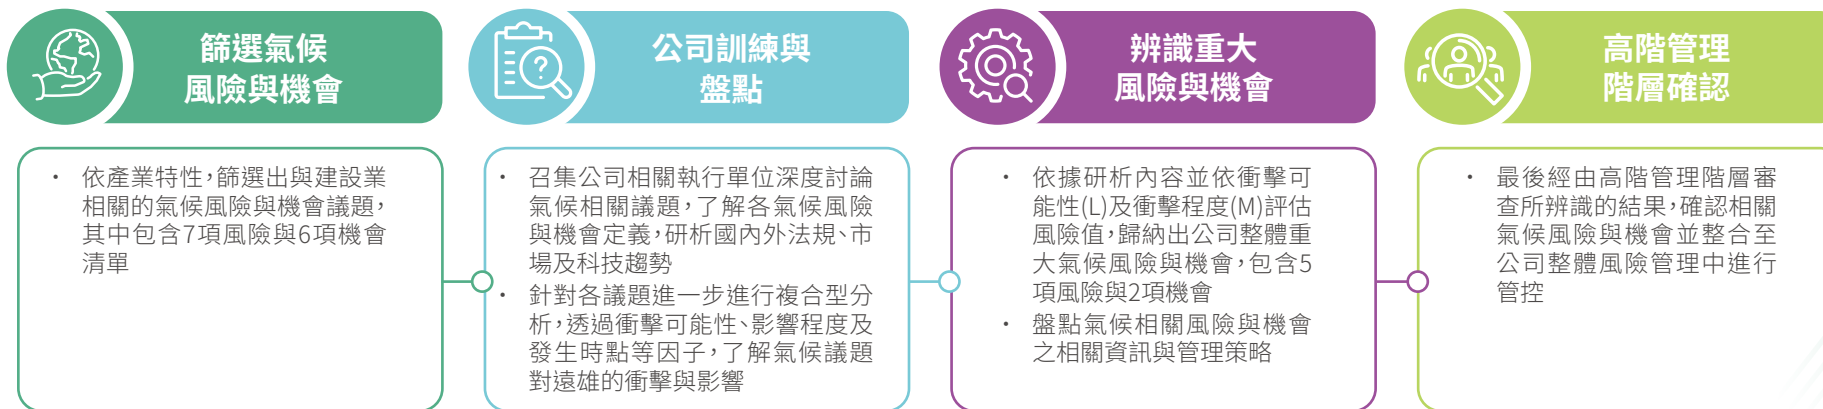 篩選氣候
風險與機會
・ 依產業特性，篩選出與建設業
相關的氣候風險與機會議題，
其中包含7項風險與6項機會
清單
公司訓練與
盤點
・ 召集公司相關執行單位深度討論
氣候相關議題，了解各氣候風險
與機會定義，研析國內外法規、市
場及科技趨勢
・ 針對各議題進一步進行複合型分
析，透過衝擊可能性、影響程度及
發生時點等因子，了解氣候議題
對遠雄的衝擊與影響
辨識重大
風險與機會
・ 依據研析內容並依衝擊可
能性(L)及衝擊程度(M)評估
風險值，歸納出公司整體重
大氣候風險與機會，包含5
項風險與2項機會
・ 盤點氣候相關風險與機會
之相關資訊與管理策略
高階管理
階層確認
・ 最後經由高階管理階層審
查所辨識的結果，確認相關
氣候風險與機會並整合至
公司整體風險管理中進行
管控